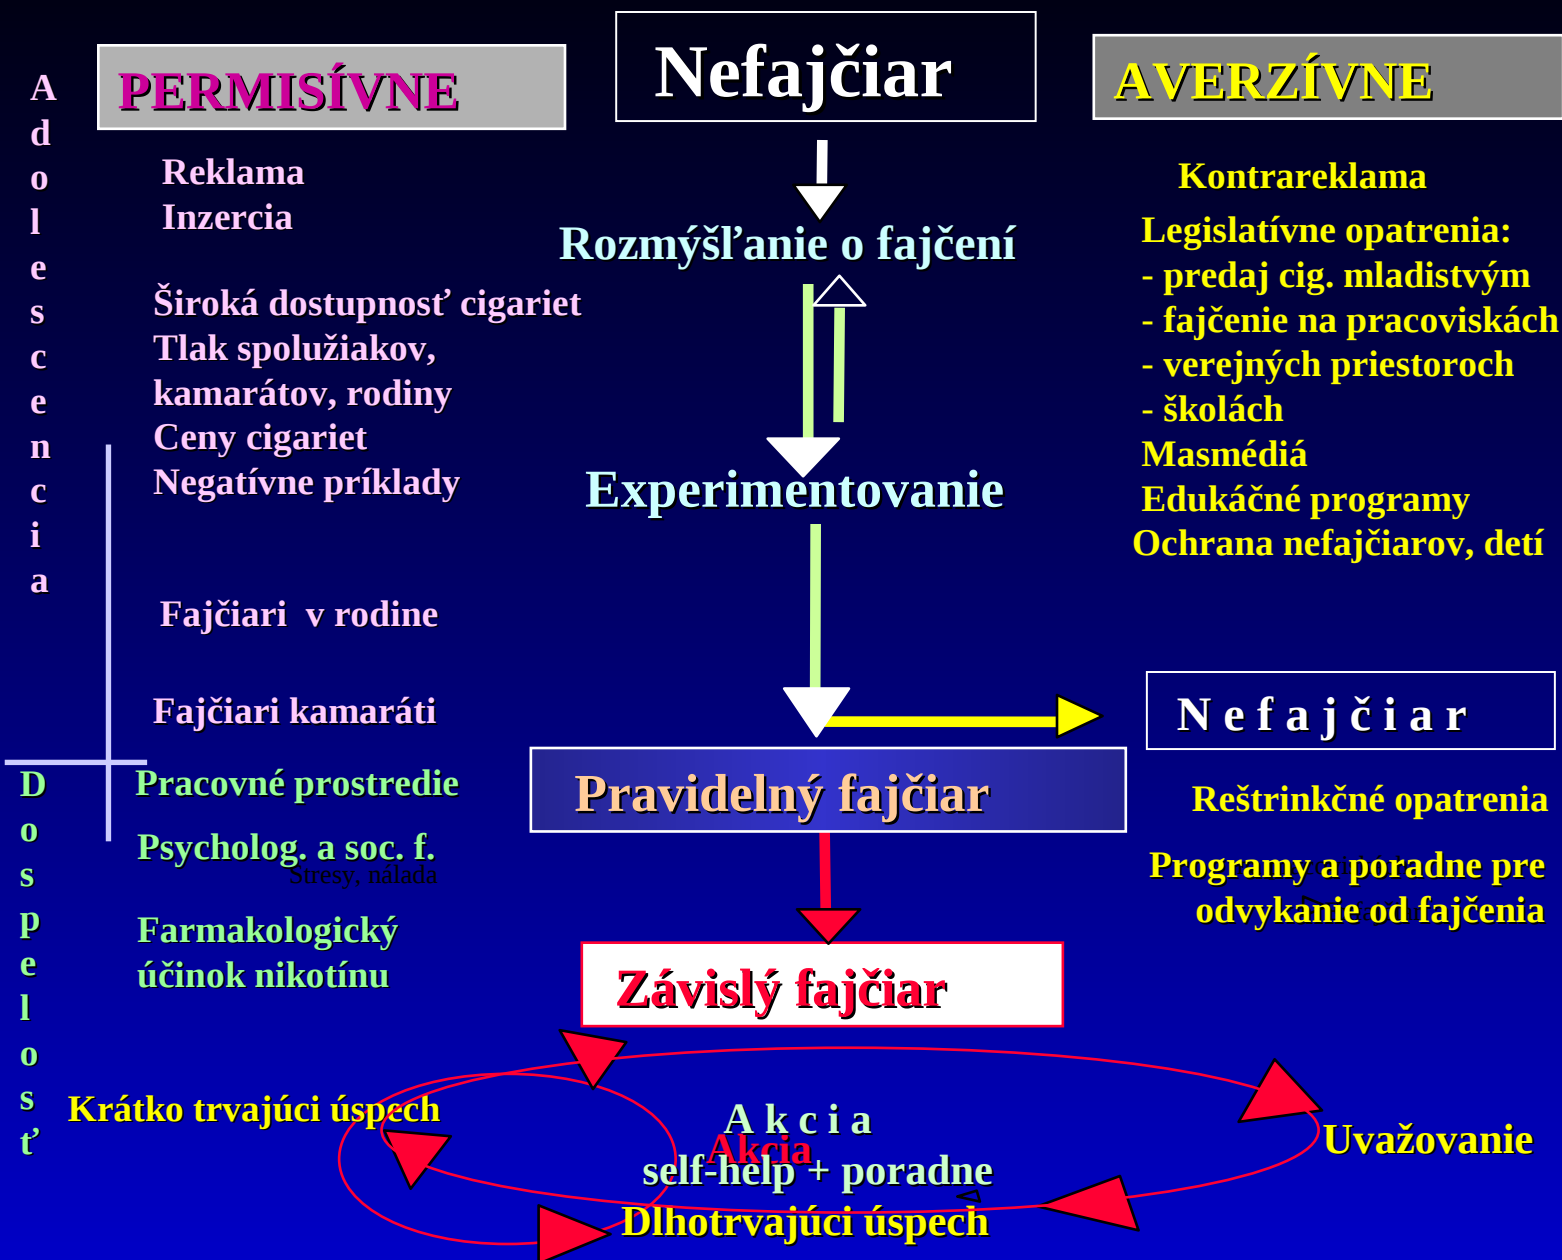 Nefajčiar
PERMISÍVNE
AVERZÍVNE
Adolescencia
Reklama
Inzercia
Široká dostupnosť cigariet
Tlak spolužiakov,
kamarátov, rodiny
Ceny cigariet
Negatívne príklady
Fajčiari v rodine
Fajčiari kamaráti
Dospelosť
Pracovné prostredie
Psycholog. a soc. f.
Stresy, nálada
Farmakologický
účinok nikotínu
Rozmýšľanie o fajčení
Experimentovanie
Pravidelný fajčiar
Závislý fajčiar
Kontrareklama
Legislatívne opatrenia:
- predaj cig. mladistvým
- fajčenie na pracoviskách
- verejných priestoroch
- školách
Masmédiá
Edukáčné programy
Ochrana nefajčiarov, detí
N e f a j č i a r
Reštrinkčné opatrenia
Programy a poradne pre
odvykanie od fajčenia
Krátko trvajúci úspech
A k c i a
Akcia
self-help + poradne
Dlhotrvajúci úspech
Uvažovanie